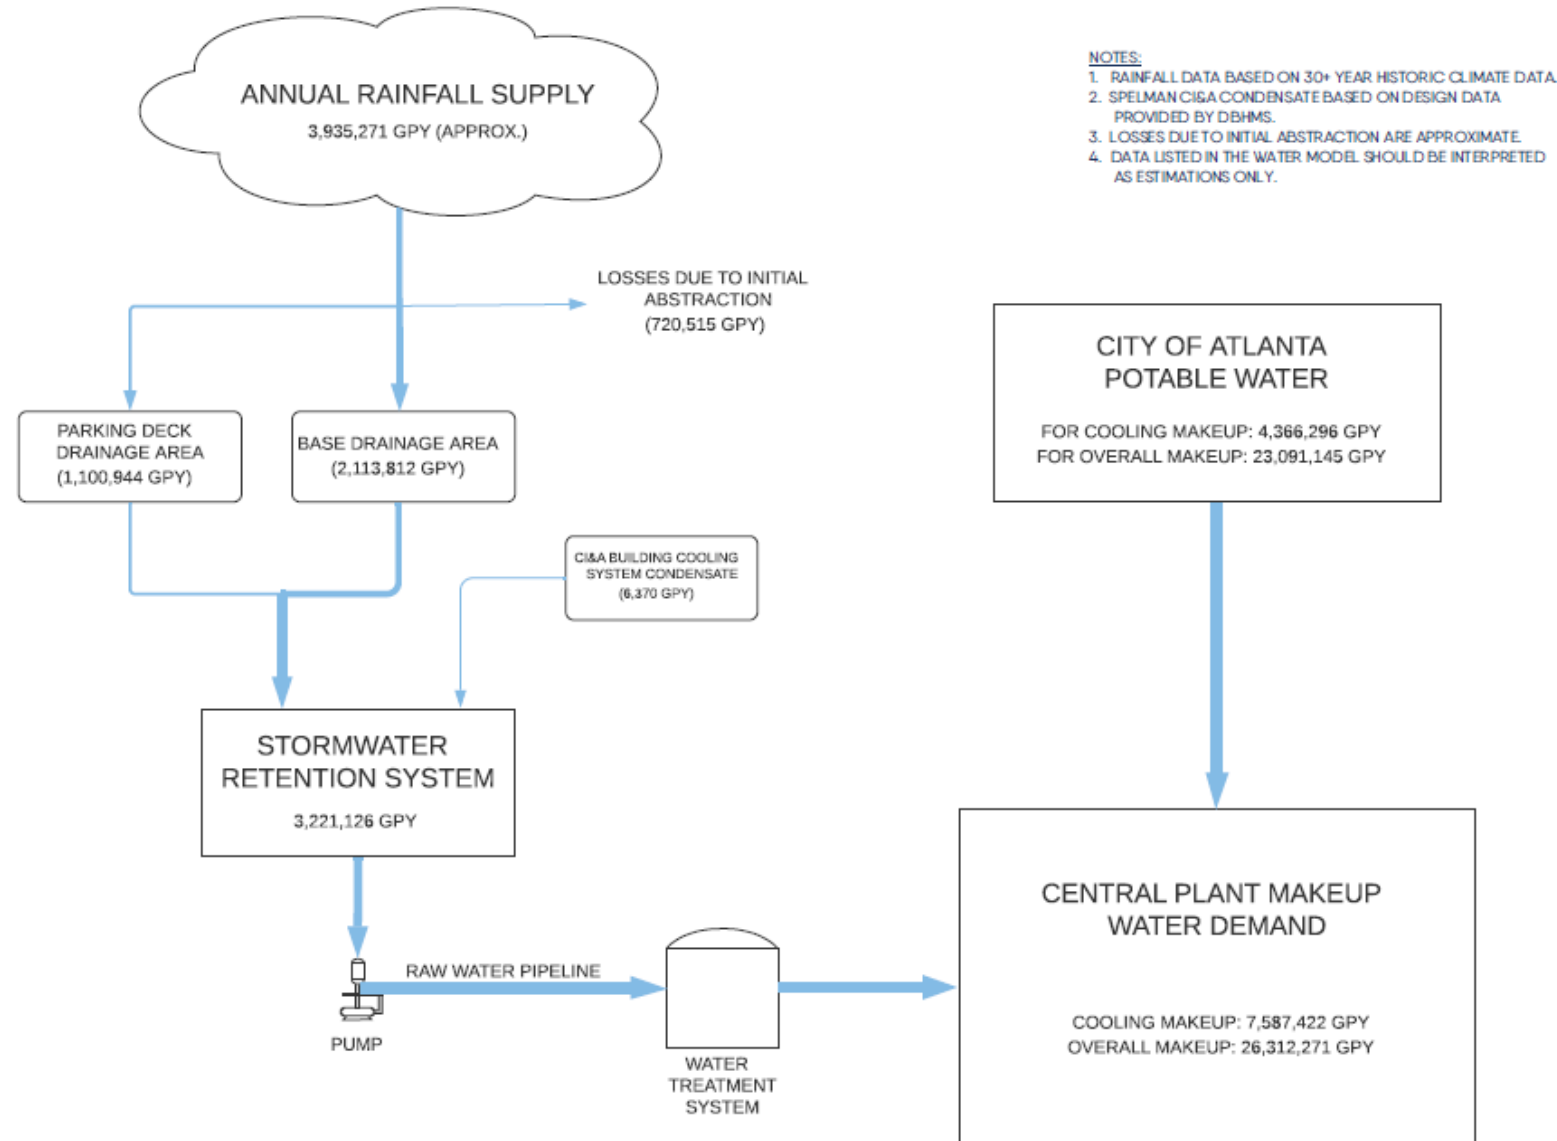 ANNUAL RAINFALL SUPPLY
3,935,271 GPY (APPROX.)
NOTES:
1. RAINFALL DATA BASED ON 30+ YEAR HISTORIC CLIMATE DATA.
2. SPELMAN CI&A CONDENSATE BASED ON DESIGN DATA
PROVIDED BY DBHMS.
3. LOSSES DUE TO INITIAL ABSTRACTION ARE APPROXIMATE.
4. DATA LISTED IN THE WATER MODEL SHOULD BE INTERPRETED
AS ESTIMATIONS ONLY.
LOSSES DUE TO INITIAL
ABSTRACTION
(720,515 GPY)
PARKING DECK
DRAINAGE AREA
(1,100,944 GPY)
BASE DRAINAGE AREA
(2,113,812 GPY)
CITY OF ATLANTA
POTABLE WATER
FOR COOLING MAKEUP: 4,366,296 GPY
FOR OVERALL MAKEUP: 23,091,145 GPY
CI&A BUILDING COOLING
SYSTEM CONDENSATE
(6,370 GPY)
STORMWATER
RETENTION SYSTEM
3,221,126 GPY
RAW WATER PIPELINE
PUMP
WATER
TREATMENT
SYSTEM
CENTRAL PLANT MAKEUP
WATER DEMAND
COOLING MAKEUP: 7,587,422 GPY
OVERALL MAKEUP: 26,312,271 GPY